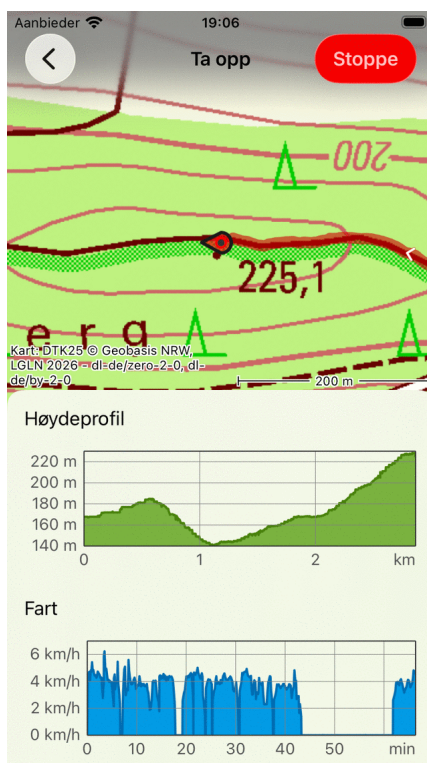 Aanbieder 19:06
Ta opp Stoppe
200
225,1
e r g
Kart: DTK25 © Geobasis NRW,
LGLN 2026 - dl-de/zero-2-0, dl-
de/by-2-0
200 m
Høydeprofil
220 m
200 m
180 m
160 m
140 m
0 1 2 km
Fart
6 km/h
4 km/h
2 km/h
0 km/h
0 10 20 30 40 50 min